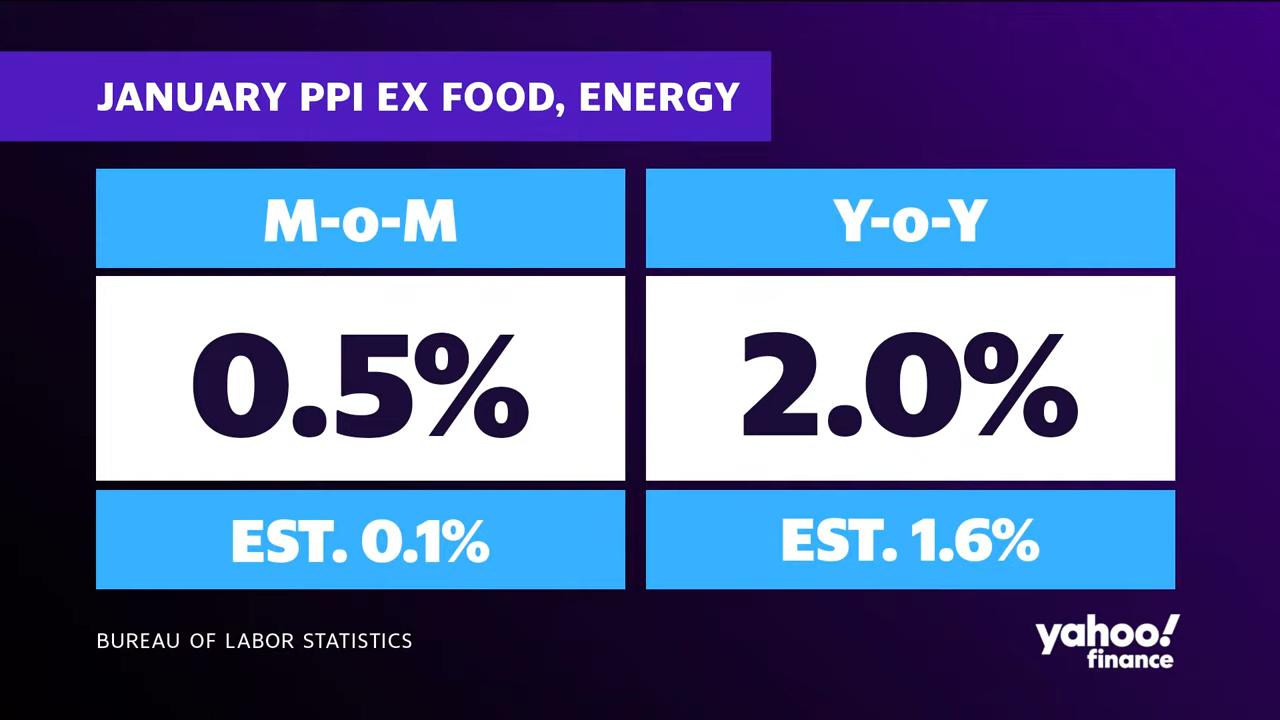 JANUARY PPI EX FOOD, ENERGY
M-o-M
0.5%
EST. 0.1%
Y-o-Y
2.0%
EST. 1.6%
BUREAU OF LABOR STATISTICS
yahoo!
finance